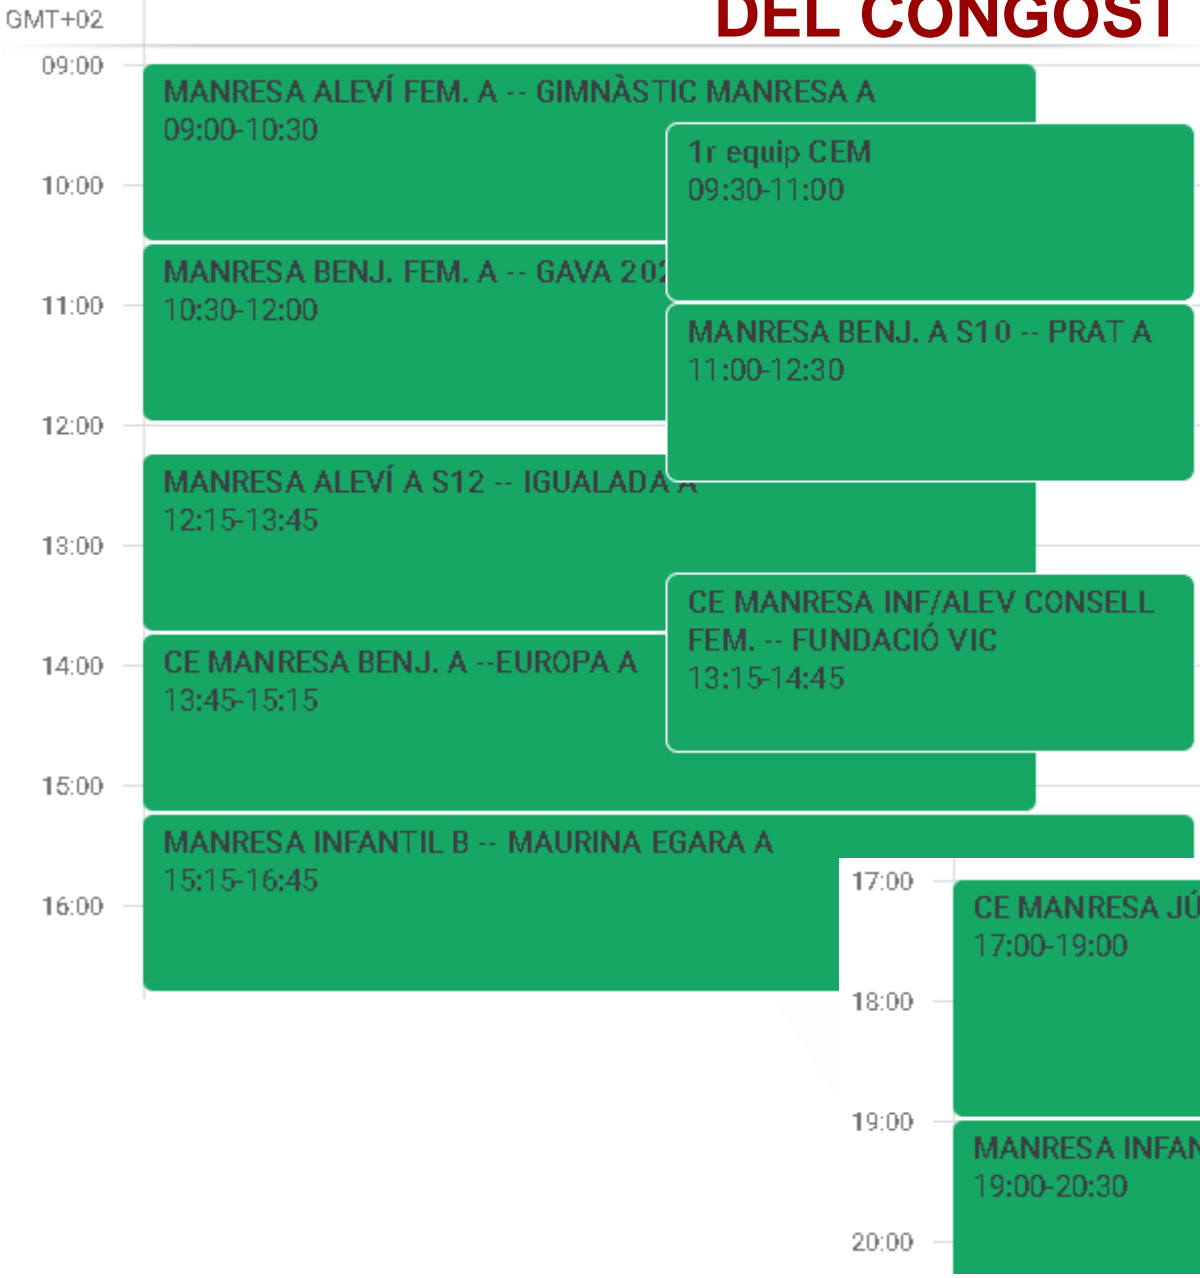 DEL CONGOST
GMT+02
09:00
MANRESA ALEVÍ FEM. A -- GIMNÀSTIC MANRESA A
09:00-10:30
1r equip CEM
09:30-11:00
10:00
MANRESA BENJ. FEM. A -- GAVA
10:30-12:00
11:00
MANRESA BENJ. A S10 -- PRAT A
11:00-12:30
12:00
MANRESA ALEVÍ A S12 -- IGUALADA A
12:15-13:45
13:00
CE MANRESA INF/ALEV CONSELL
FEM. -- FUNDACIÓ VIC
13:15-14:45
14:00
CE MANRESA BENJ. A --EUROPA A
13:45-15:15
15:00
MANRESA INFANTIL B -- MAURINA EGARA A
15:15-16:45
16:00
17:00
CE MANRESA
17:00-19:00
18:00
19:00
MANRESA
19:00-20:30
20:00